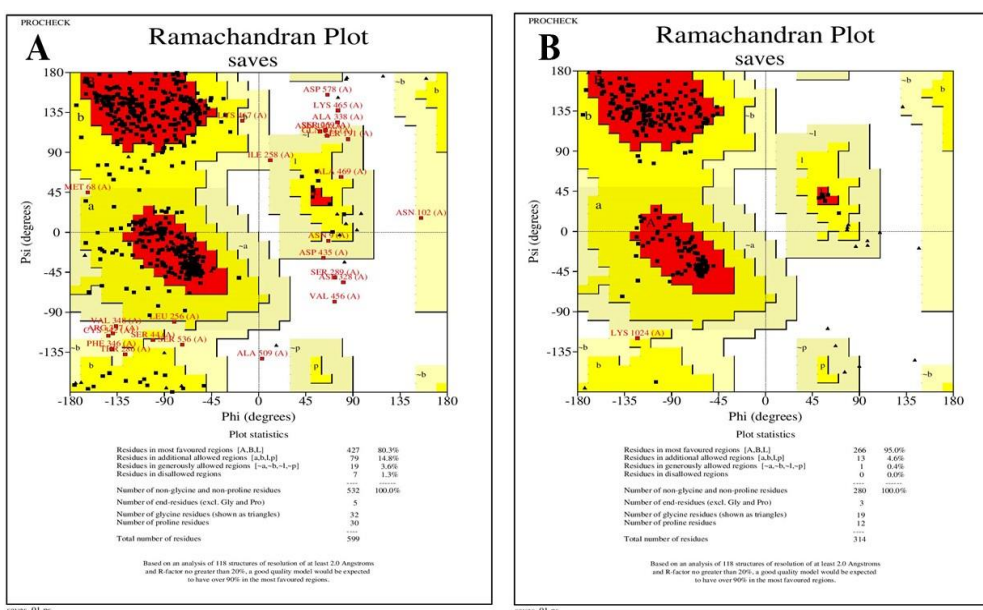 PROCHECK
A
Ramachandran Plot
saves
180
135
90
45
0
-45
-90
-135
Psi (degrees)
-180 -135 -90 -45 0 45 90 135 180
Phi (degrees)
b
~b
b
a
l
~l
~a
~b
b
~p
p
~b
ASP 578 (A)
LYS 465 (A)
ALA 338 (A)
ILE 258 (A)
ALA 469 (A)
MET 68 (A)
ASN 102 (A)
ASN 9 (A)
ASP 435 (A)
SER 289 (A)
VAL 456 (A)
LEU 256 (A)
VAL 348 (A)
SER 44 (A)
SER 536 (A)
PHE 346 (A)
ALA 509 (A)
Plot statistics
Residues in most favoured regions [A,B,L] 427 80.3%
Residues in additional allowed regions [a,b,l,p] 79 14.8%
Residues in generously allowed regions [~a,~b,~l,~p] 19 3.6%
Residues in disallowed regions 7 1.3%
---- ------
Number of non-glycine and non-proline residues 532 100.0%
Number of end-residues (excl. Gly and Pro) 5
Number of glycine residues (shown as triangles) 32
Number of proline residues 30
----
Total number of residues 599
Based on an analysis of 118 structures of resolution of at least 2.0 Angstroms
and R-factor no greater than 20%, a good quality model would be expected
to have over 90% in the most favoured regions.
PROCHECK
B
Ramachandran Plot
saves
180
135
90
45
0
-45
-90
-135
Psi (degrees)
-180 -135 -90 -45 0 45 90 135 180
Phi (degrees)
~b
b
~l
l
a
A
~a
LYS 1024 (A)
~b
b
~p
p
~b
Plot statistics
Residues in most favoured regions [A,B,L] 266 95.0%
Residues in additional allowed regions [a,b,l,p] 13 4.6%
Residues in generously allowed regions [~a,~b,~l,~p] 1 0.4%
Residues in disallowed regions 0 0.0%
---- ------
Number of non-glycine and non-proline residues 280 100.0%
Number of end-residues (excl. Gly and Pro) 3
Number of glycine residues (shown as triangles) 19
Number of proline residues 12
----
Total number of residues 314
Based on an analysis of 118 structures of resolution of at least 2.0 Angstroms
and R-factor no greater than 20%, a good quality model would be expected
to have over 90% in the most favoured regions.